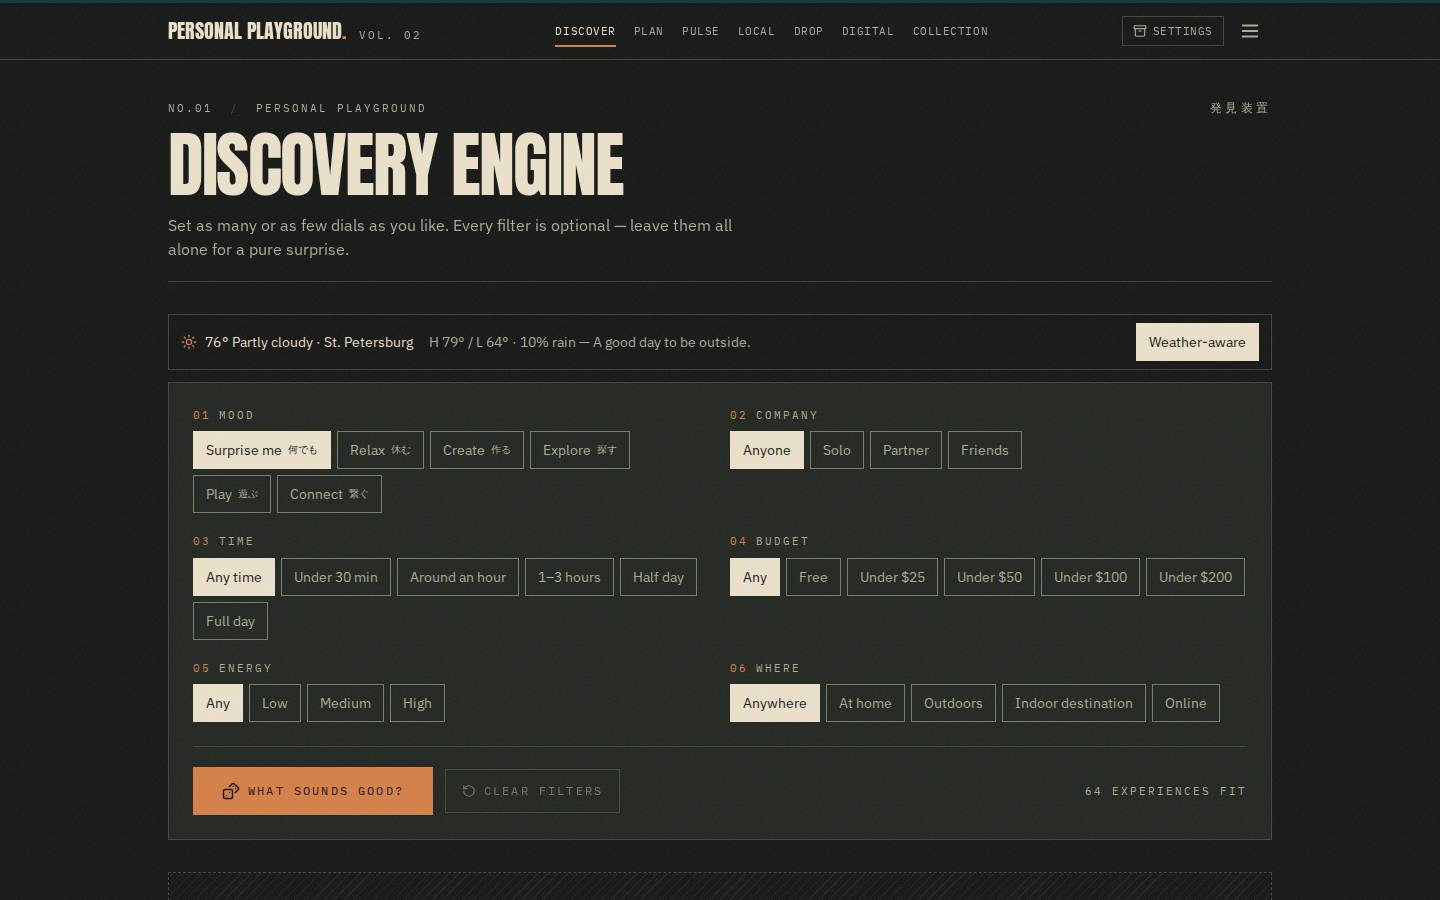 PERSONAL PLAYGROUND. VOL. 02
DISCOVER PLAN PULSE LOCAL DROP DIGITAL COLLECTION
SETTINGS
NO.01 / PERSONAL PLAYGROUND
発見装置
DISCOVERY ENGINE
Set as many or as few dials as you like. Every filter is optional — leave them all
alone for a pure surprise.
76° Partly cloudy · St. Petersburg H 79° / L 64° · 10% rain — A good day to be outside.
Weather-aware
01 MOOD
Surprise me 何でも Relax 休む Create 作る Explore 探す
Play 遊ぶ Connect 繋ぐ
02 COMPANY
Anyone Solo Partner Friends
03 TIME
Any time Under 30 min Around an hour 1–3 hours Half day
Full day
04 BUDGET
Any Free Under $25 Under $50 Under $100 Under $200
05 ENERGY
Any Low Medium High
06 WHERE
Anywhere At home Outdoors Indoor destination Online
WHAT SOUNDS GOOD? CLEAR FILTERS
64 EXPERIENCES FIT